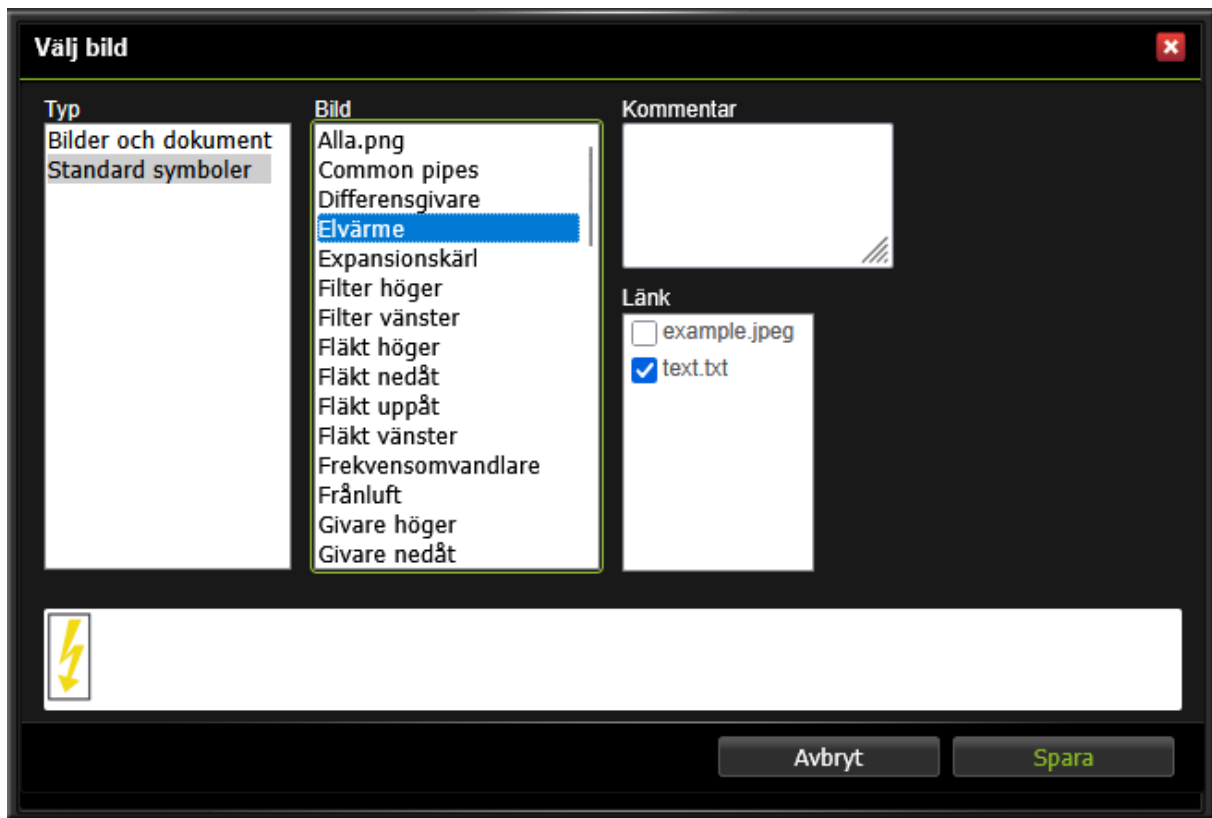 Välj bild
Typ
Bilder och dokument
Standard symboler
Bild
Alla.png
Common pipes
Differensgivare
Elvärme
Expansionskärl
Filter höger
Filter vänster
Fläkt höger
Fläkt nedåt
Fläkt uppåt
Fläkt vänster
Frekvensomvandlare
Frånluft
Givare höger
Givare nedåt
Kommentar
Länk
example.jpeg
text.txt
Avbryt
Spara